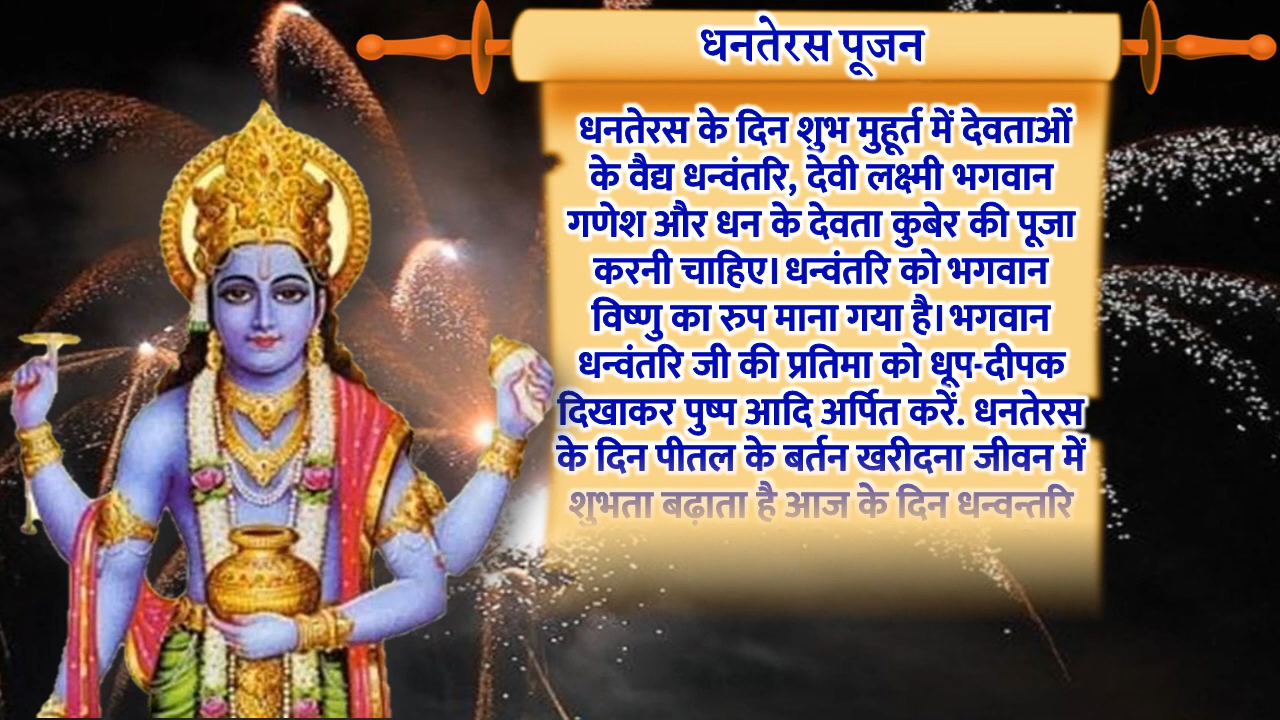 धनतेरस पूजन
धनतेरस के दिन शुभ मुहूर्त में देवताओं
के वैद्य धन्वंतरि, देवी लक्ष्मी भगवान
गणेश और धन के देवता कुबेर की पूजा
करनी चाहिए। धन्वंतरि को भगवान
विष्णु का रुप माना गया है। भगवान
धन्वंतरि जी की प्रतिमा को धूप-दीपक
दिखाकर पुष्प आदि अर्पित करें. धनतेरस
के दिन पीतल के बर्तन खरीदना जीवन में
शुभता बढ़ाता है आज के दिन धन्वन्तरि